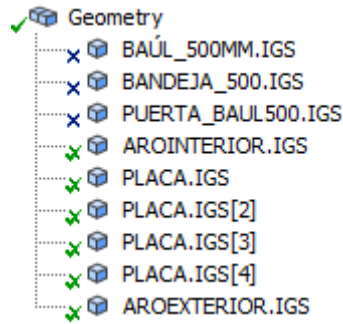 Geometry
BAÚL_500MM.IGS
BANDEJA_500.IGS
PUERTA_BAUL500.IGS
AROINTERIOR.IGS
PLACA.IGS
PLACA.IGS[2]
PLACA.IGS[3]
PLACA.IGS[4]
AROEXTERIOR.IGS